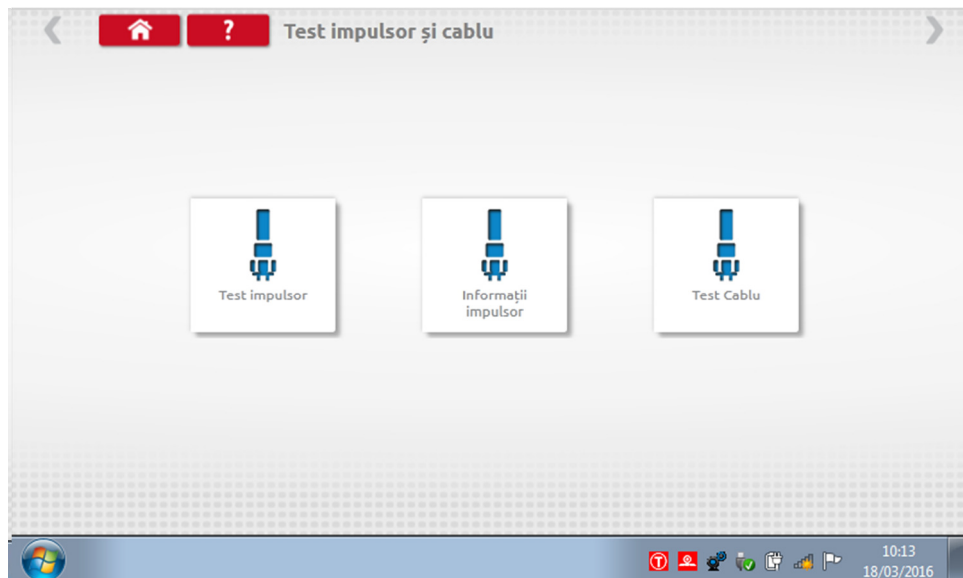 ? Test impulsor și cablu
Test impulsor
Informații
impulsor
Test Cablu
10:13
18/03/2016